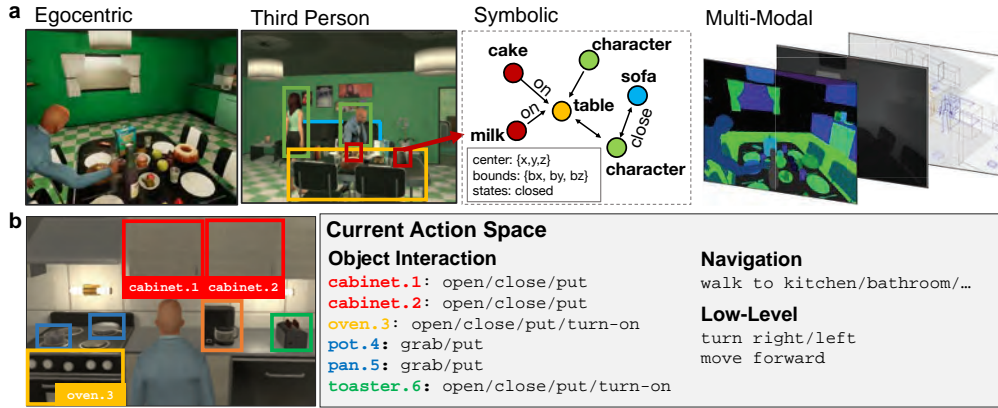 a
Egocentric
Third Person
Symbolic
Multi-Modal
cake
character
on
sofa
table
on
milk
close
character
center: {x,y,z}
bounds: {bx, by, bz}
states: closed
b
cabinet.1
cabinet.2
oven.3
Current Action Space
Object Interaction
cabinet.1: open/close/put
cabinet.2: open/close/put
oven.3: open/close/put/turn-on
pot.4: grab/put
pan.5: grab/put
toaster.6: open/close/put/turn-on
Navigation
walk to kitchen/bathroom/…
Low-Level
turn right/left
move forward